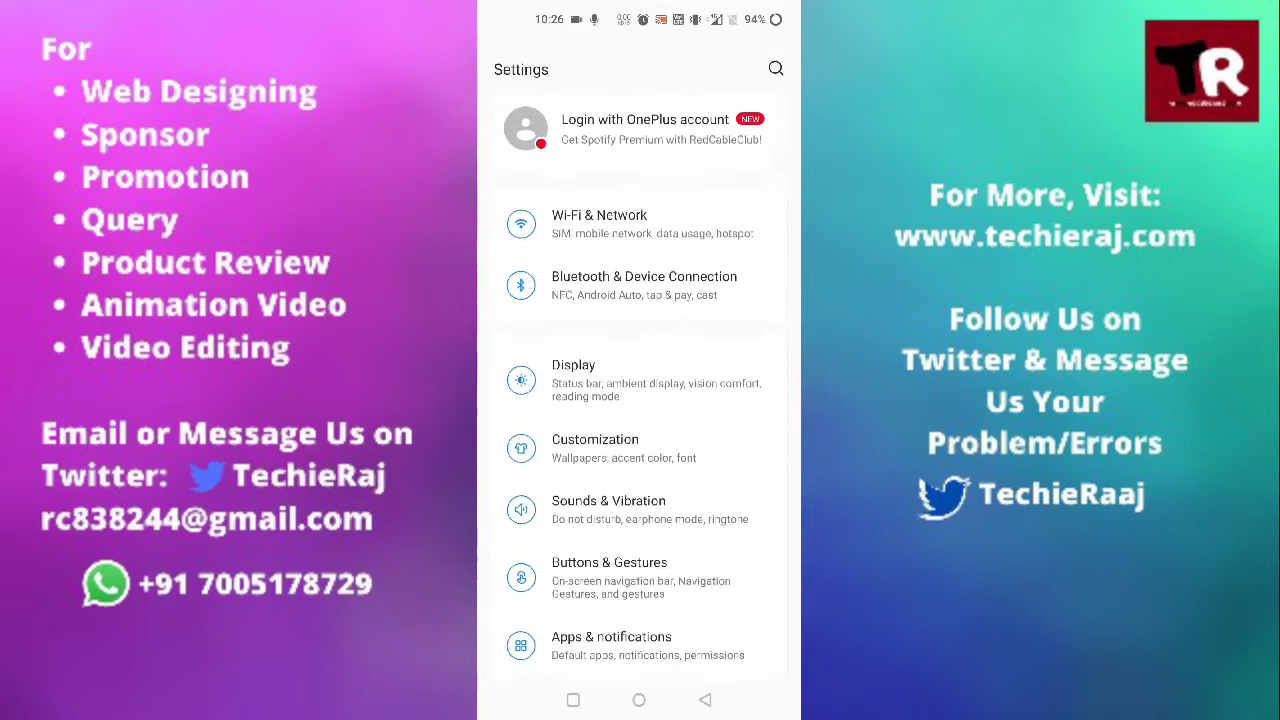 For
• Web Designing
• Sponsor
• Promotion
• Query
• Product Review
• Animation Video
• Video Editing
Email or Message Us on
Twitter: TechieRaj
rc838244@gmail.com
+91 7005178729
10:26
94%
Settings
Login with OnePlus account NEW
Get Spotify Premium with RedCableClub!
Wi-Fi & Network
SIM, mobile network, data usage, hotspot
Bluetooth & Device Connection
NFC, Android Auto, tap & pay, cast
Display
Status bar, ambient display, vision comfort,
reading mode
Customization
Wallpapers, accent color, font
Sounds & Vibration
Do not disturb, earphone mode, ringtone
Buttons & Gestures
On-screen navigation bar, Navigation
Gestures, and gestures
Apps & notifications
Default apps, notifications, permissions
TR
For More, Visit:
www.techieraj.com
Follow Us on
Twitter & Message
Us Your
Problem/Errors
TechieRaaj